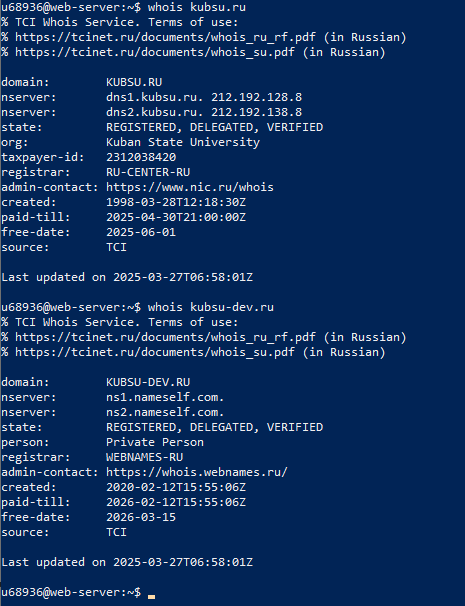 u68936@web-server:~$ whois kubsu.ru
% TCI Whois Service. Terms of use:
% https://tcinet.ru/documents/whois_ru_rf.pdf (in Russian)
% https://tcinet.ru/documents/whois_su.pdf (in Russian)

domain:        KUBSU.RU
nserver:       dns1.kubsu.ru. 212.192.128.8
nserver:       dns2.kubsu.ru. 212.192.138.8
state:         REGISTERED, DELEGATED, VERIFIED
org:           Kuban State University
taxpayer-id:   2312038420
registrar:     RU-CENTER-RU
admin-contact: https://www.nic.ru/whois
created:       1998-03-28T12:18:30Z
paid-till:     2025-04-30T21:00:00Z
free-date:     2025-06-01
source:        TCI

Last updated on 2025-03-27T06:58:01Z

u68936@web-server:~$ whois kubsu-dev.ru
% TCI Whois Service. Terms of use:
% https://tcinet.ru/documents/whois_ru_rf.pdf (in Russian)
% https://tcinet.ru/documents/whois_su.pdf (in Russian)

domain:        KUBSU-DEV.RU
nserver:       ns1.nameself.com.
nserver:       ns2.nameself.com.
state:         REGISTERED, DELEGATED, VERIFIED
person:        Private Person
registrar:     WEBNAMES-RU
admin-contact: https://whois.webnames.ru/
created:       2020-02-12T15:55:06Z
paid-till:     2026-02-12T15:55:06Z
free-date:     2026-03-15
source:        TCI

Last updated on 2025-03-27T06:58:01Z

u68936@web-server:~$